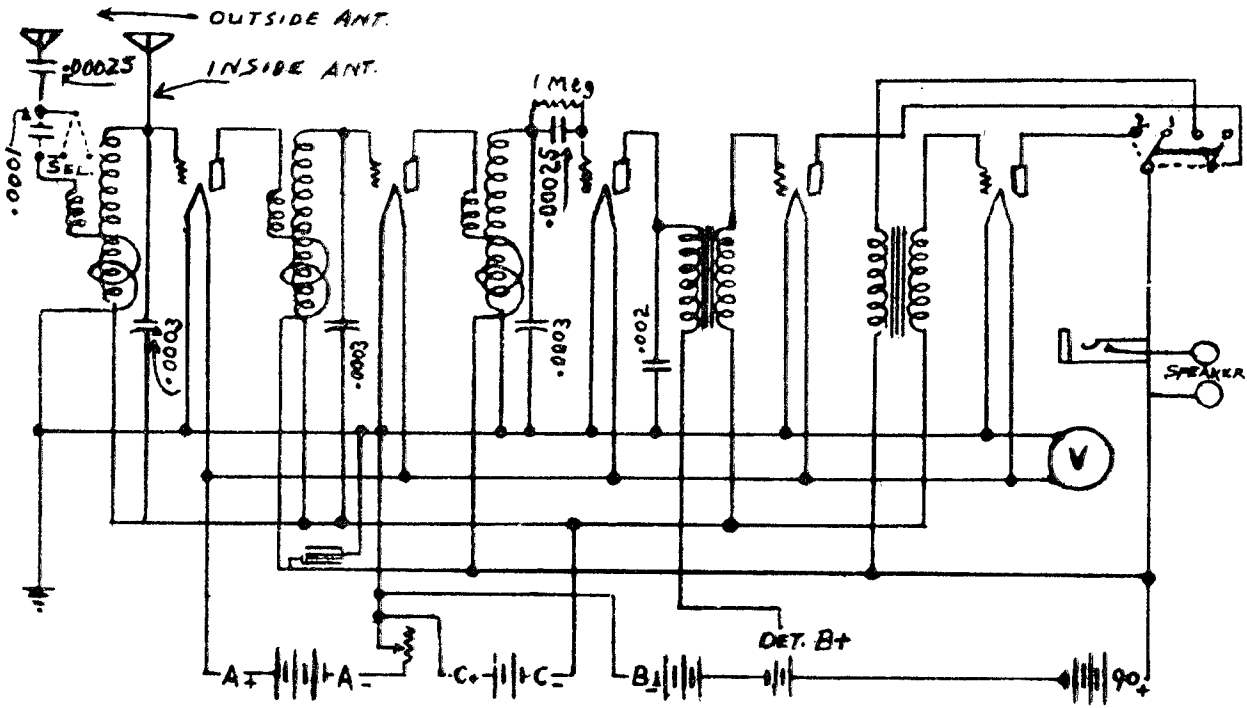 OUTSIDE ANT.
.00025
INSIDE ANT.
1 Meg
.0001
SEL.
.00025
2
1
.0003
.0003
.0003
.002
SPEAKER
V
DET. B+
A+
A-
C+
C-
B-
90+